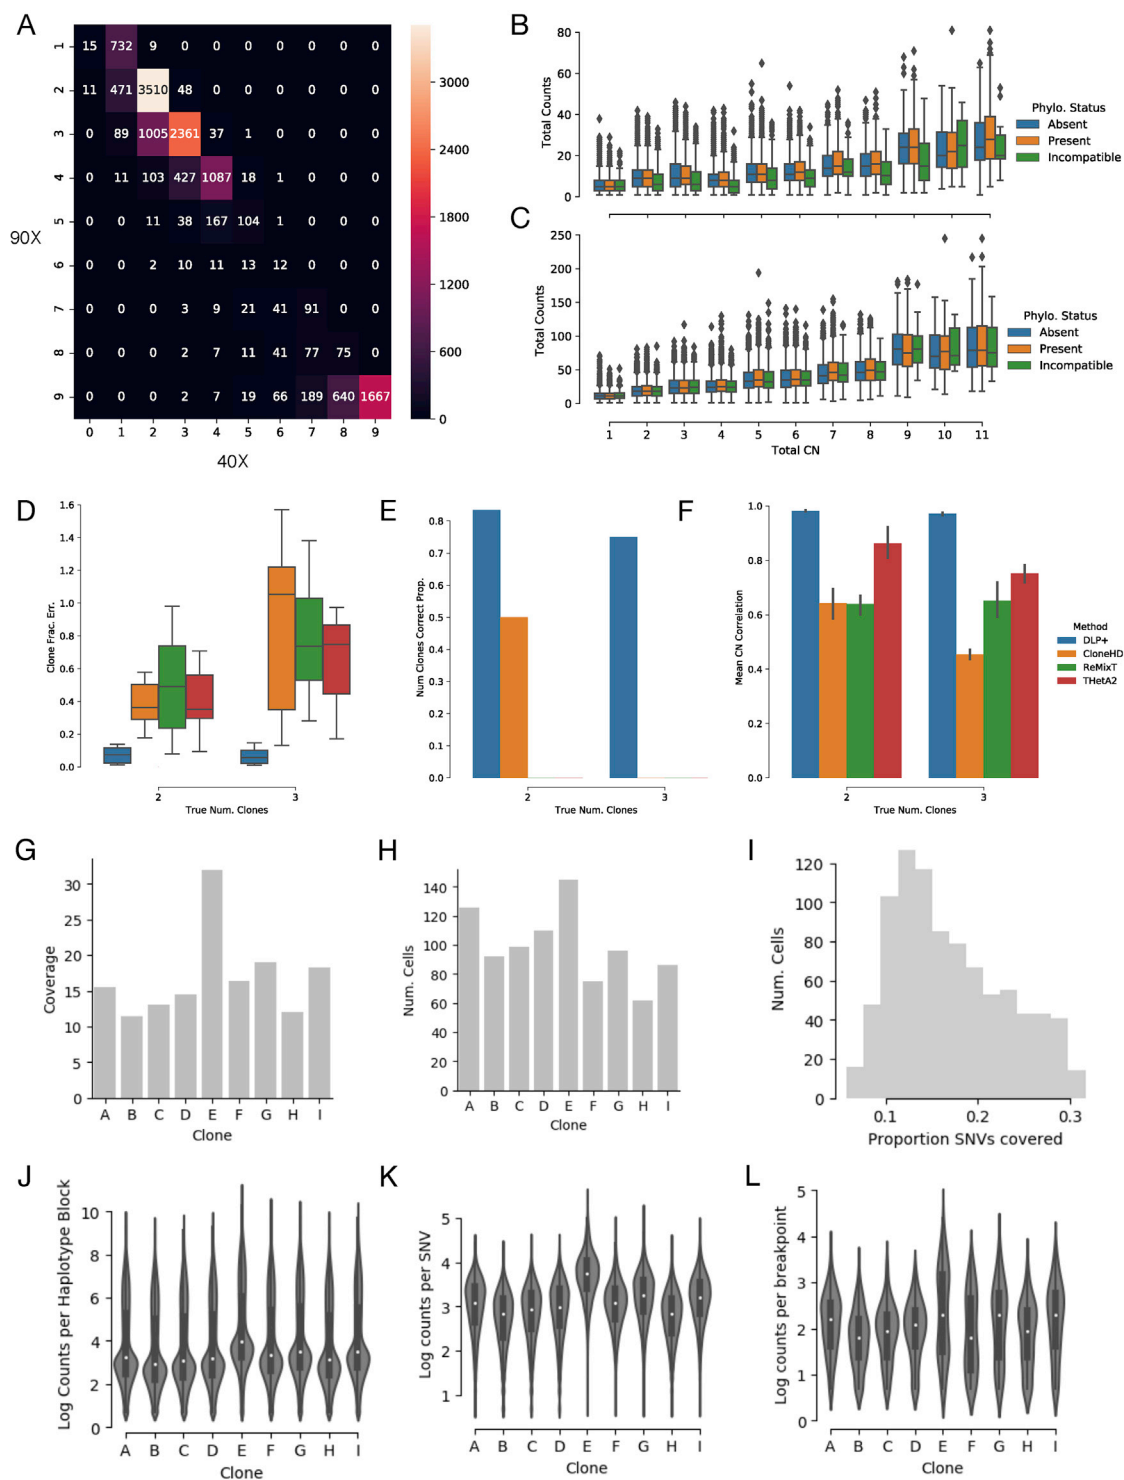 A
1 15 732 9 0 0 0 0 0 0 0
2 11 471 3510 48 0 0 0 0 0 0
3 0 89 1005 2361 37 1 0 0 0 0
4 0 11 103 427 1087 18 1 0 0 0
5 0 0 11 38 167 104 1 0 0 0
6 0 0 2 10 11 13 12 0 0 0
7 0 0 0 3 9 21 41 91 0 0
8 0 0 0 2 7 11 41 77 75 0
9 0 0 0 2 7 19 66 189 640 1667
0 1 2 3 4 5 6 7 8 9
90X
40X
3000
2400
1800
1200
600
0
B
80
60
40
20
0
Total Counts
Phylo. Status
Absent
Present
Incompatible
C
250
200
150
100
50
0
Total Counts
1 2 3 4 5 6 7 8 9 10 11
Total CN
Phylo. Status
Absent
Present
Incompatible
D
1.6
1.4
1.2
1.0
0.8
0.6
0.4
0.2
0.0
Clone Frac. Err.
2 3
True Num. Clones
E
0.8
0.7
0.6
0.5
0.4
0.3
0.2
0.1
0.0
Num Clones Correct Prop.
2 3
True Num. Clones
F
1.0
0.8
0.6
0.4
0.2
0.0
Mean CN Correlation
2 3
True Num. Clones
Method
DLP+
CloneHD
ReMixT
THetA2
G
30
25
20
15
10
5
0
Coverage
A B C D E F G H I
Clone
H
140
120
100
80
60
40
20
0
Num. Cells
A B C D E F G H I
Clone
I
120
100
80
60
40
20
0
Num. Cells
0.1 0.2 0.3
Proportion SNVs covered
J
10
8
6
4
2
0
Log Counts per Haplotype Block
A B C D E F G H I
Clone
K
5
4
3
2
1
Log counts per SNV
A B C D E F G H I
Clone
L
5
4
3
2
1
0
Log counts per breakpoint
A B C D E F G H I
Clone